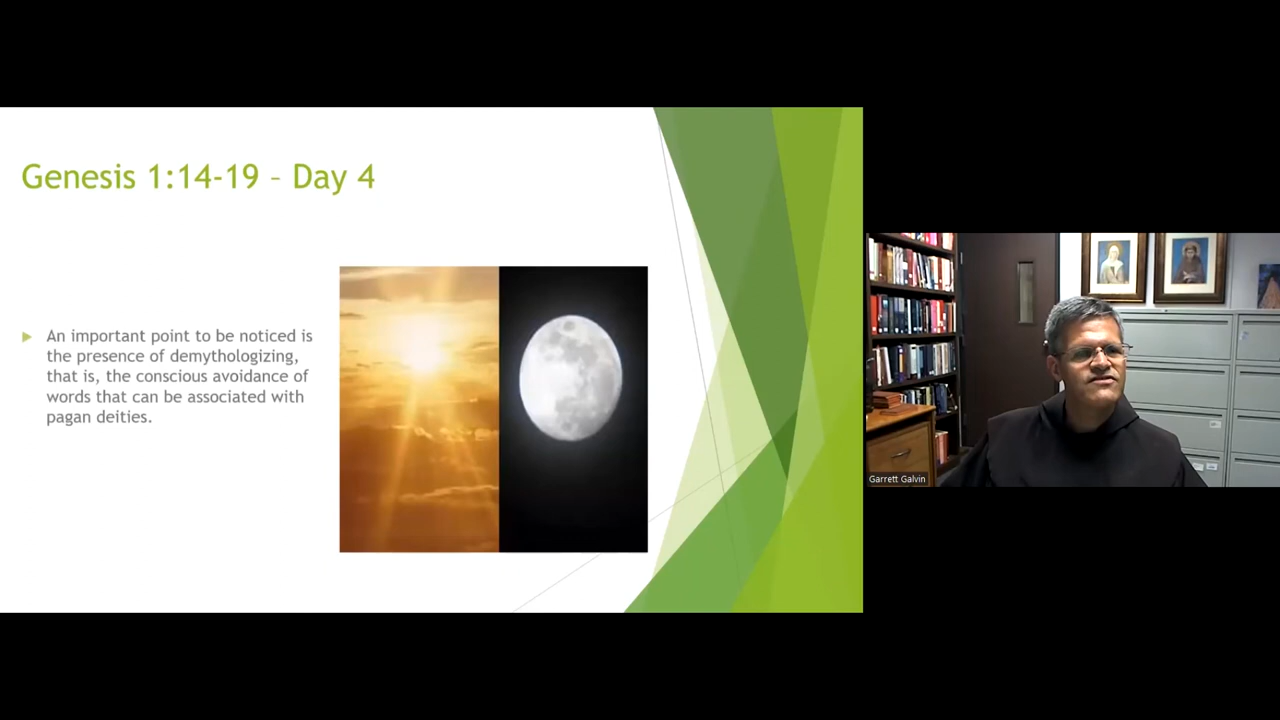 Genesis 1:14-19 – Day 4
An important point to be noticed is
the presence of demythologizing,
that is, the conscious avoidance of
words that can be associated with
pagan deities.
Garrett Galvin